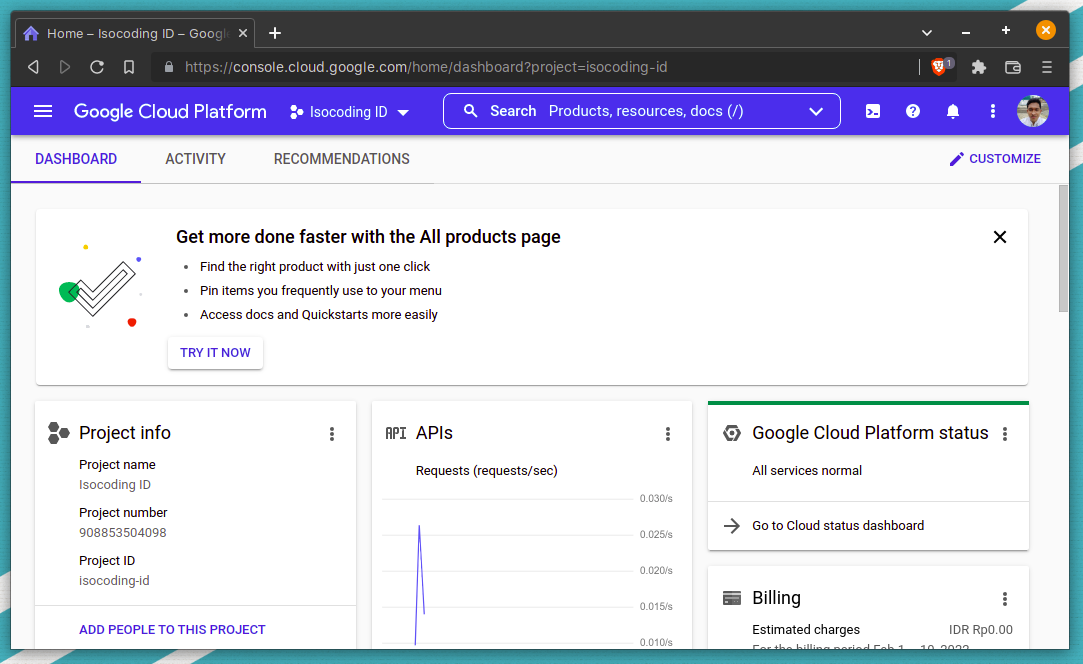 Home – Isocoding ID – Googl
https://console.cloud.google.com/home/dashboard?project=isocoding-id
1
Google Cloud Platform
Isocoding ID
Search Products, resources, docs (/)
DASHBOARD
ACTIVITY
RECOMMENDATIONS
CUSTOMIZE
Get more done faster with the All products page
Find the right product with just one click
Pin items you frequently use to your menu
Access docs and Quickstarts more easily
TRY IT NOW
Project info
Project name
Isocoding ID
Project number
908853504098
Project ID
isocoding-id
ADD PEOPLE TO THIS PROJECT
API APIs
Requests (requests/sec)
0.030/s
0.025/s
0.020/s
0.015/s
0.010/s
Google Cloud Platform status
All services normal
Go to Cloud status dashboard
Billing
Estimated charges IDR Rp0.00
For the billing period Feb 1 – 10, 2022